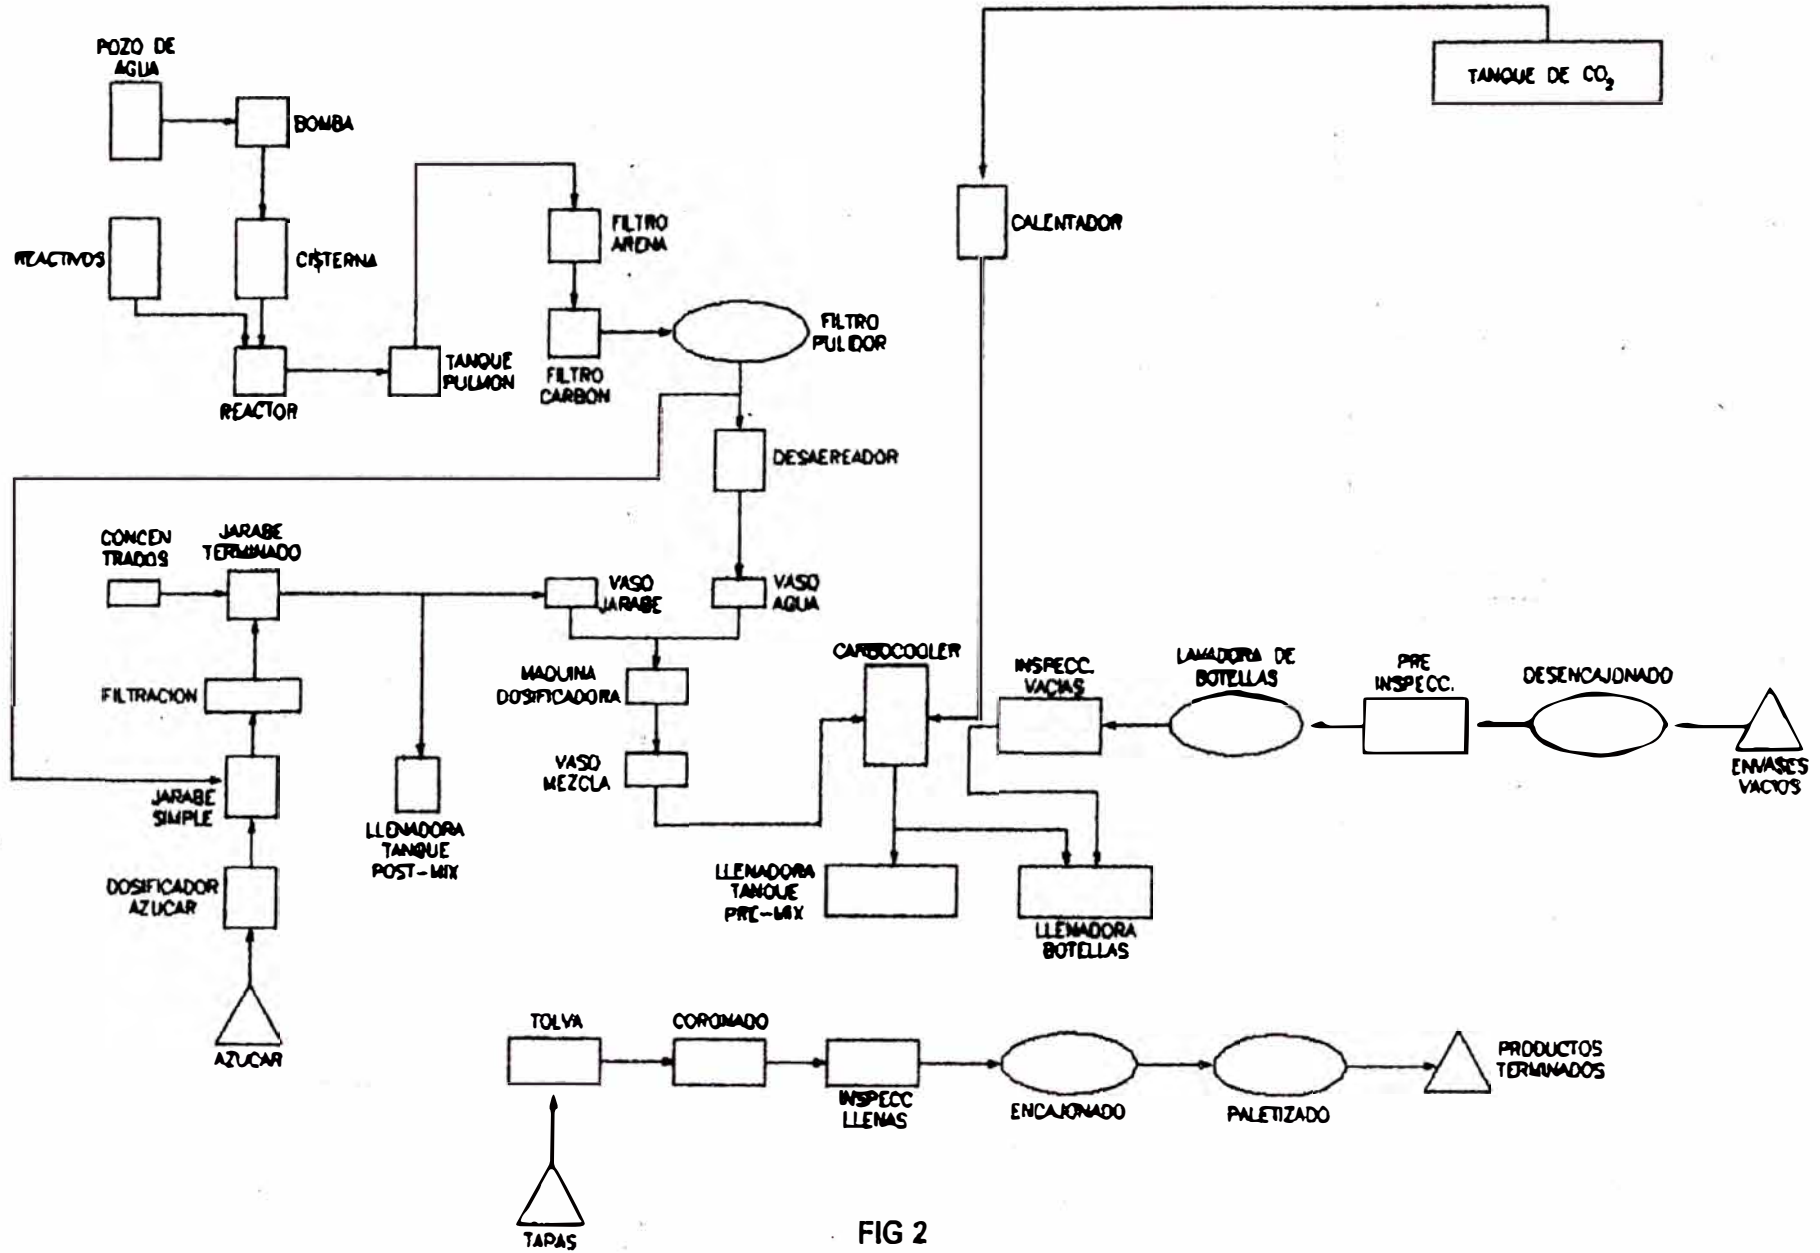 POZO DE
AGUA
BOMBA
TANQUE DE CO₂
REACTIVOS
CISTERNA
FILTRO
ARENA
CALENTADOR
FILTRO
PULIDOR
TANQUE
PULMON
FILTRO
CARBON
REACTOR
DESAEREADOR
CONCEN
TRADOS
JARABE
TERMINADO
VASO
JARABE
VASO
AGUA
CARBOCOOLER
INSPECC.
VACIAS
LAVADORA DE
BOTELLAS
PRE
INSPECC.
DESENCAJONADO
ENVASES
VACIOS
FILTRACION
MAQUINA
DOSIFICADORA
VASO
MEZCLA
JARABE
SIMPLE
LLENADORA
TANQUE
POST-MIX
DOSIFICADOR
AZUCAR
LLENADORA
TANQUE
PRE-MIX
LLENADORA
BOTELLAS
AZUCAR
TOLVA
CORONADO
INSPECC
LLENAS
ENCAJONADO
PALETIZADO
PRODUCTOS
TERMINADOS
TAPAS
FIG 2